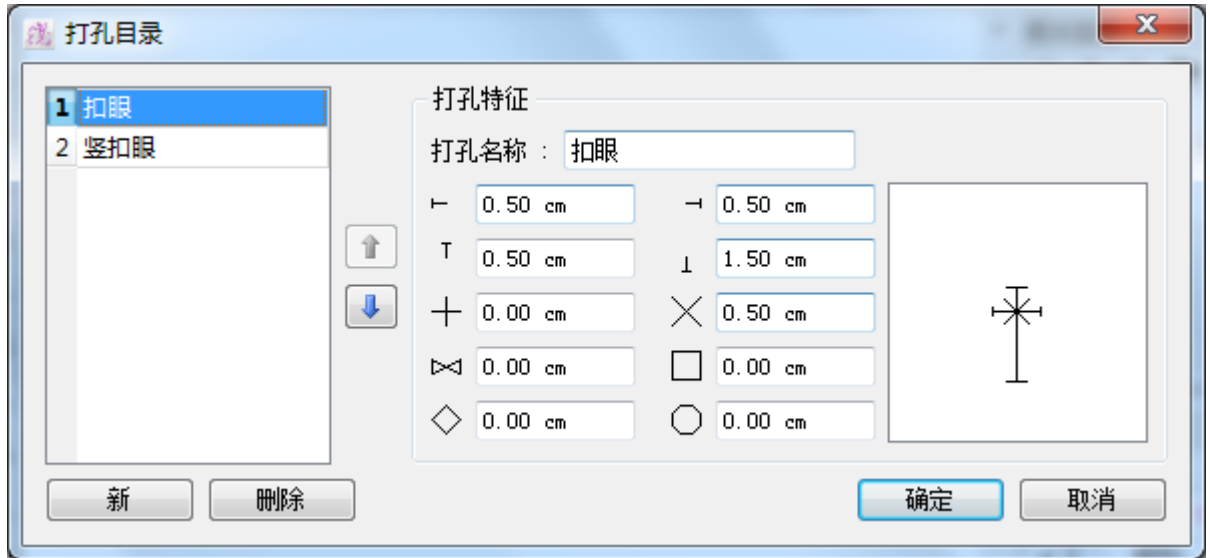 打孔目录
1 扣眼
2 竖扣眼
打孔特征
打孔名称 : 扣眼
0.50 cm 0.50 cm
0.50 cm 1.50 cm
0.00 cm 0.50 cm
0.00 cm 0.00 cm
0.00 cm 0.00 cm
新 删除 确定 取消